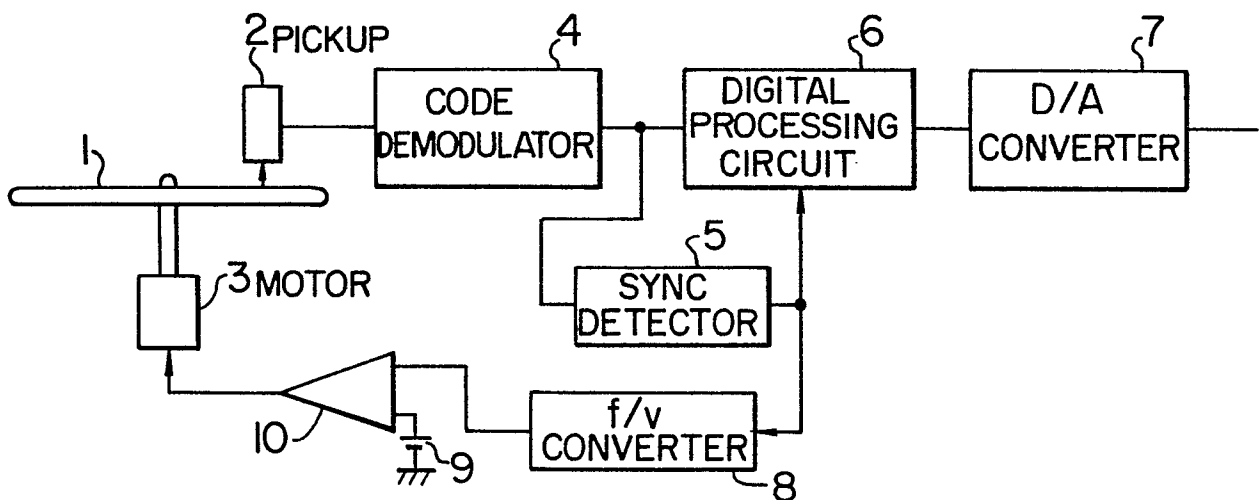 2 PICKUP
4
CODE
DEMODULATOR
6
DIGITAL
PROCESSING
CIRCUIT
7
D/A
CONVERTER
1
3 MOTOR
5
SYNC
DETECTOR
10
9
f/v
CONVERTER
8